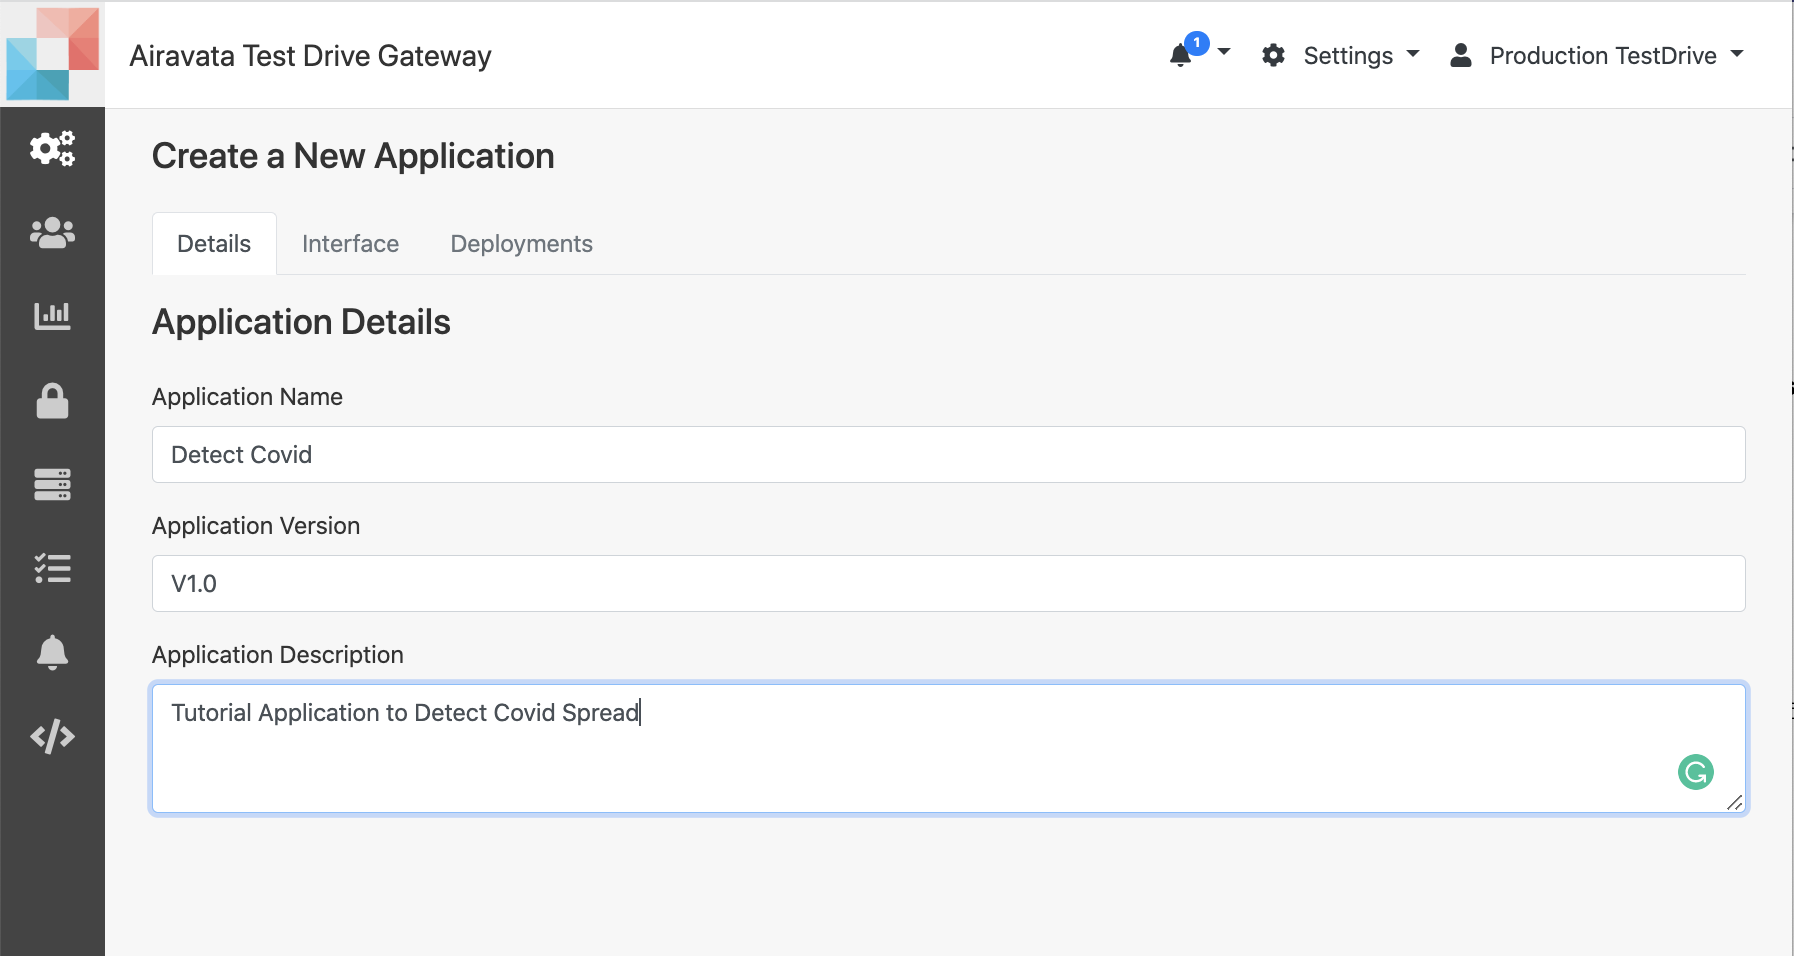 Airavata Test Drive Gateway
1
Settings
Production TestDrive
Create a New Application
Details
Interface
Deployments
Application Details
Application Name
Detect Covid
Application Version
V1.0
Application Description
Tutorial Application to Detect Covid Spread